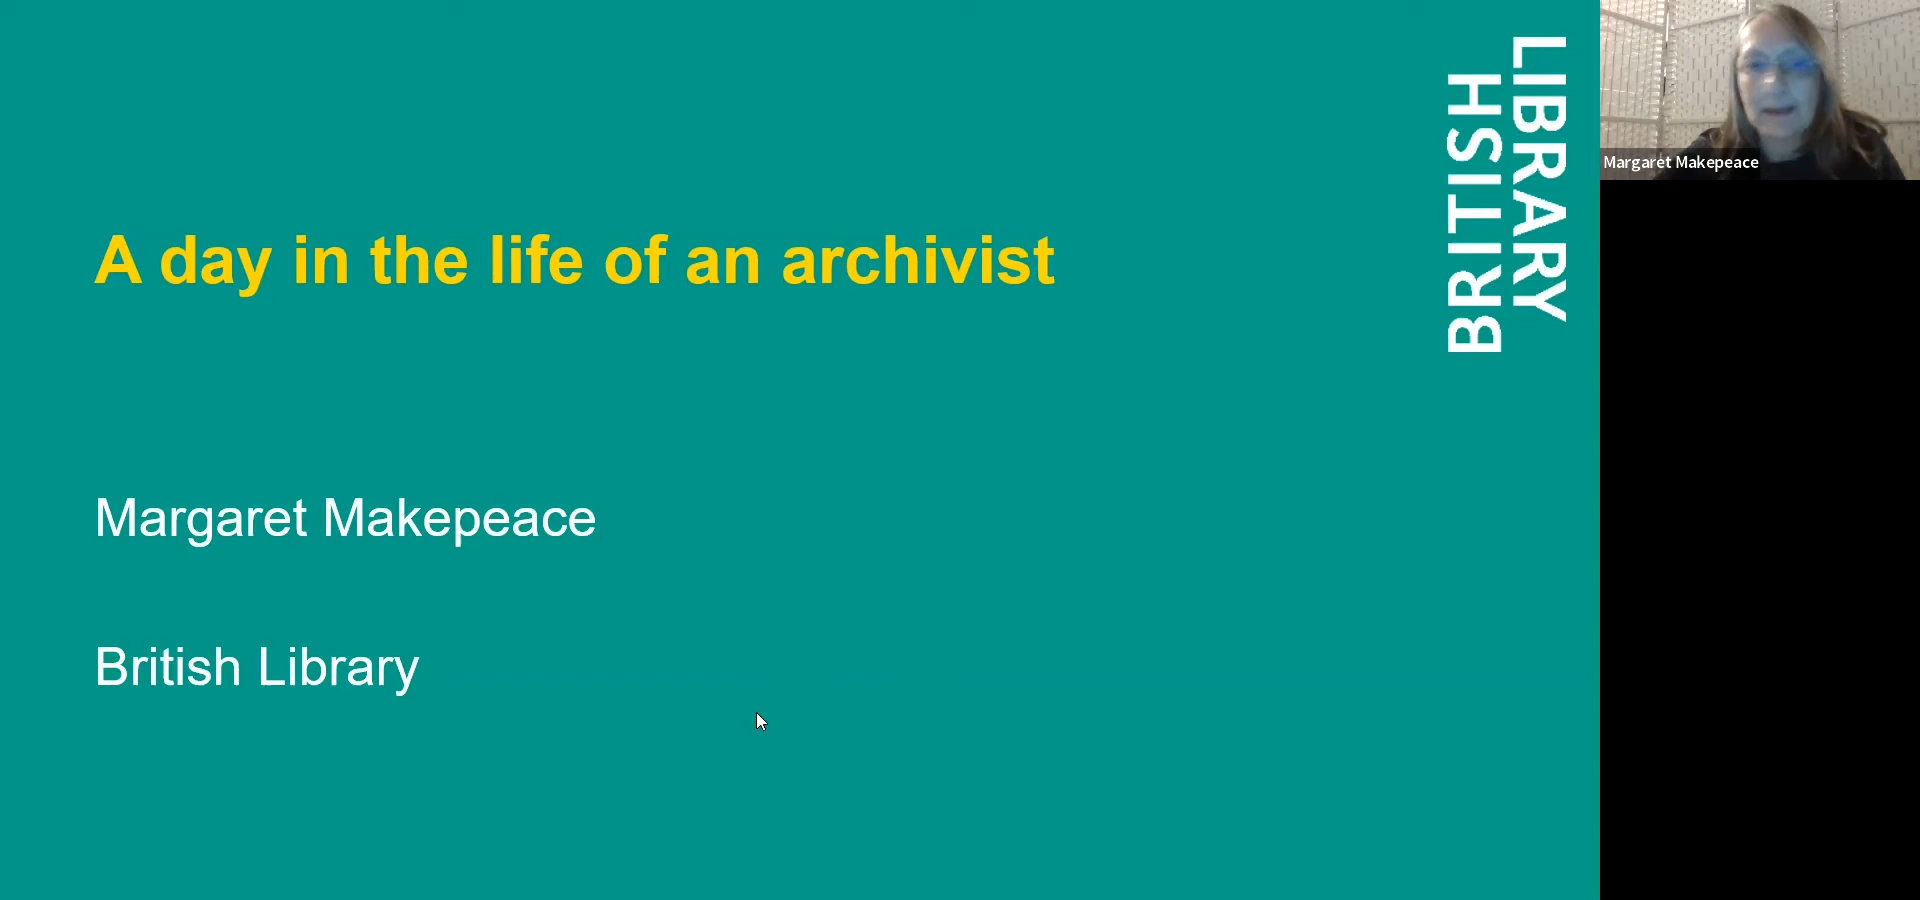 A day in the life of an archivist
Margaret Makepeace
British Library
BRITISH
LIBRARY
Margaret Makepeace